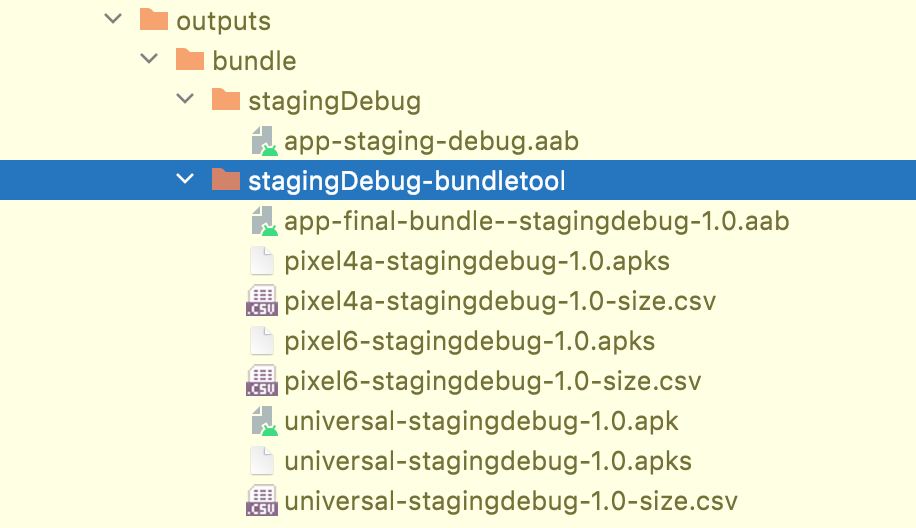 outputs
bundle
stagingDebug
app-staging-debug.aab
stagingDebug-bundletool
app-final-bundle--stagingdebug-1.0.aab
pixel4a-stagingdebug-1.0.apks
.CSV pixel4a-stagingdebug-1.0-size.csv
pixel6-stagingdebug-1.0.apks
.CSV pixel6-stagingdebug-1.0-size.csv
universal-stagingdebug-1.0.apk
universal-stagingdebug-1.0.apks
.CSV universal-stagingdebug-1.0-size.csv